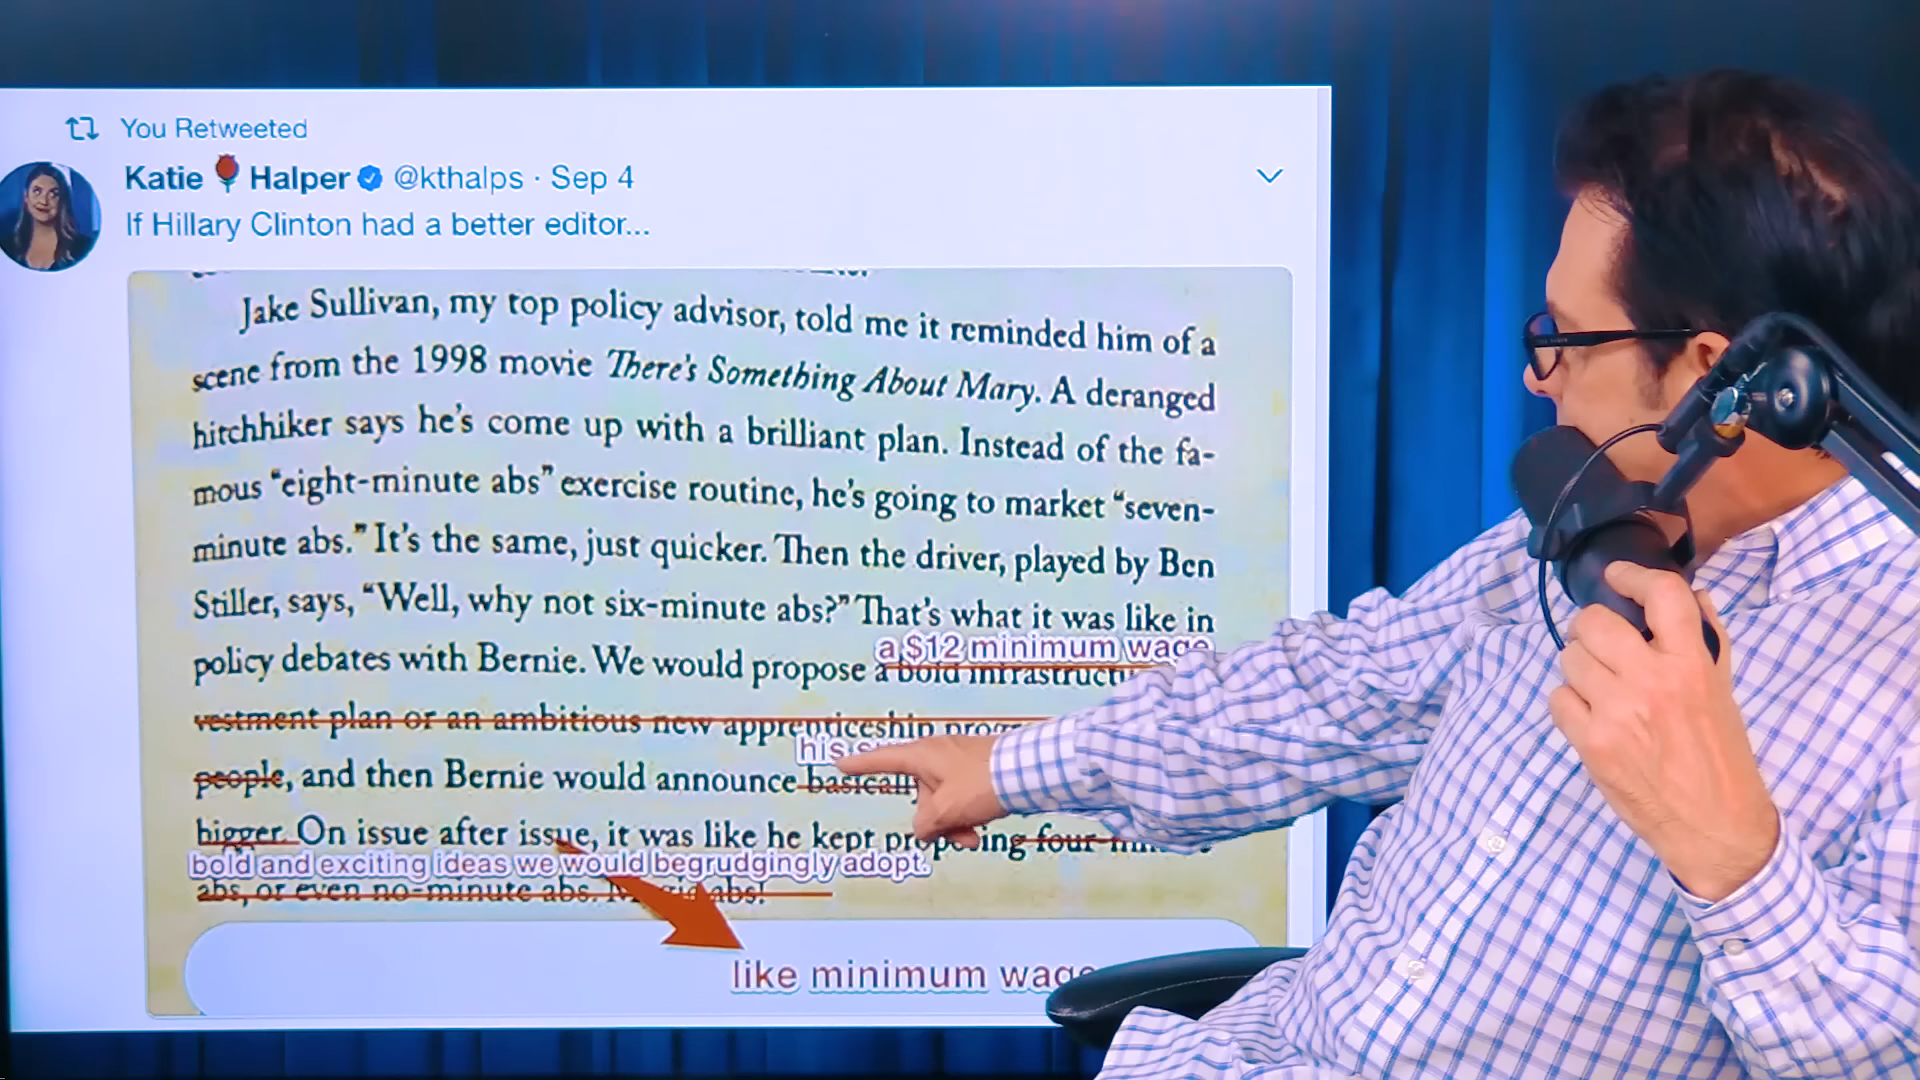 You Retweeted
Katie Halper @kthalps · Sep 4
If Hillary Clinton had a better editor...
Jake Sullivan, my top policy advisor, told me it reminded him of a
scene from the 1998 movie There's Something About Mary. A deranged
hitchhiker says he's come up with a brilliant plan. Instead of the fa-
mous "eight-minute abs" exercise routine, he's going to market "seven-
minute abs." It's the same, just quicker. Then the driver, played by Ben
Stiller, says, "Well, why not six-minute abs?" That's what it was like in
a $12 minimum wage
policy debates with Bernie. We would propose a bold
vestment plan or an ambitious new apprenticeship
his
people, and then Bernie would announce basically
bigger. On issue after issue, it was like he kept proposing
bold and exciting ideas we would begrudgingly adopt.
abs, or even no-minute abs. abs!
like minimum wage